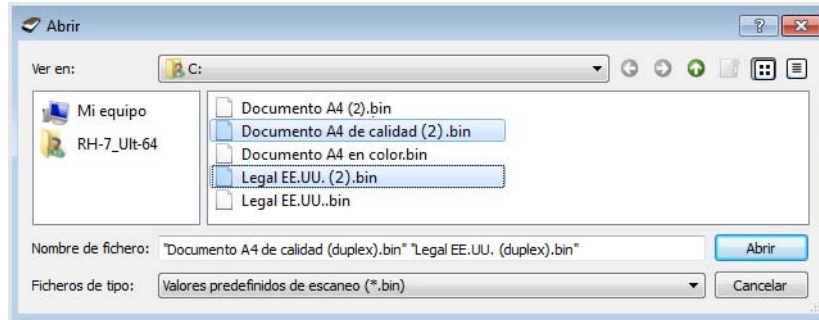 Abrir
Ver en:
C:
Mi equipo
RH-7_Ult-64
Documento A4 (2).bin
Documento A4 de calidad (2).bin
Documento A4 en color.bin
Legal EE.UU. (2).bin
Legal EE.UU..bin
Nombre de fichero: "Documento A4 de calidad (duplex).bin" "Legal EE.UU. (duplex).bin" Abrir
Ficheros de tipo: Valores predefinidos de escaneo (*.bin) Cancelar